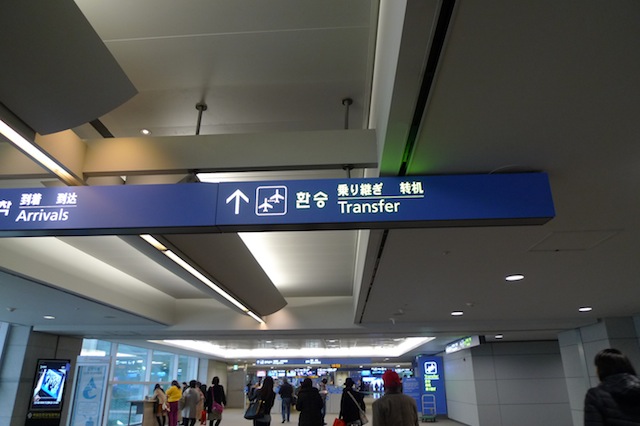 착 到着 到达
Arrivals
환승 乗り継ぎ 转机
Transfer